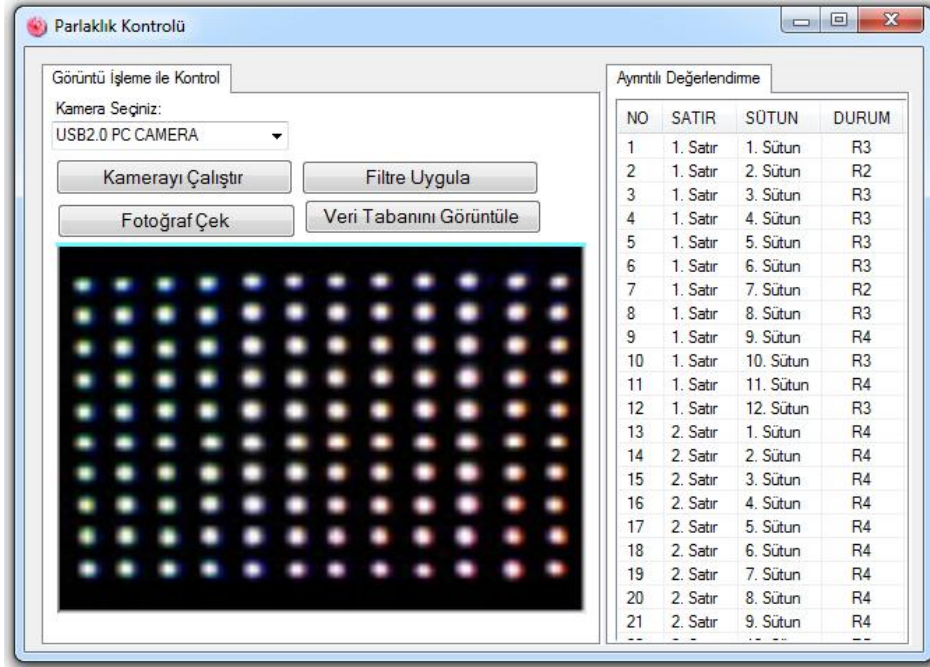 Parlaklık Kontrolü
Görüntü İşleme ile Kontrol
Kamera Seçiniz:
USB2.0 PC CAMERA
Kamerayı Çalıştır
Filtre Uygula
Fotoğraf Çek
Veri Tabanını Görüntüle
Ayrıntılı Değerlendirme
NO SATIR SÜTUN DURUM
1 1. Satır 1. Sütun R3
2 1. Satır 2. Sütun R2
3 1. Satır 3. Sütun R3
4 1. Satır 4. Sütun R3
5 1. Satır 5. Sütun R3
6 1. Satır 6. Sütun R3
7 1. Satır 7. Sütun R2
8 1. Satır 8. Sütun R3
9 1. Satır 9. Sütun R4
10 1. Satır 10. Sütun R3
11 1. Satır 11. Sütun R4
12 1. Satır 12. Sütun R3
13 2. Satır 1. Sütun R4
14 2. Satır 2. Sütun R4
15 2. Satır 3. Sütun R4
16 2. Satır 4. Sütun R4
17 2. Satır 5. Sütun R4
18 2. Satır 6. Sütun R4
19 2. Satır 7. Sütun R4
20 2. Satır 8. Sütun R4
21 2. Satır 9. Sütun R4